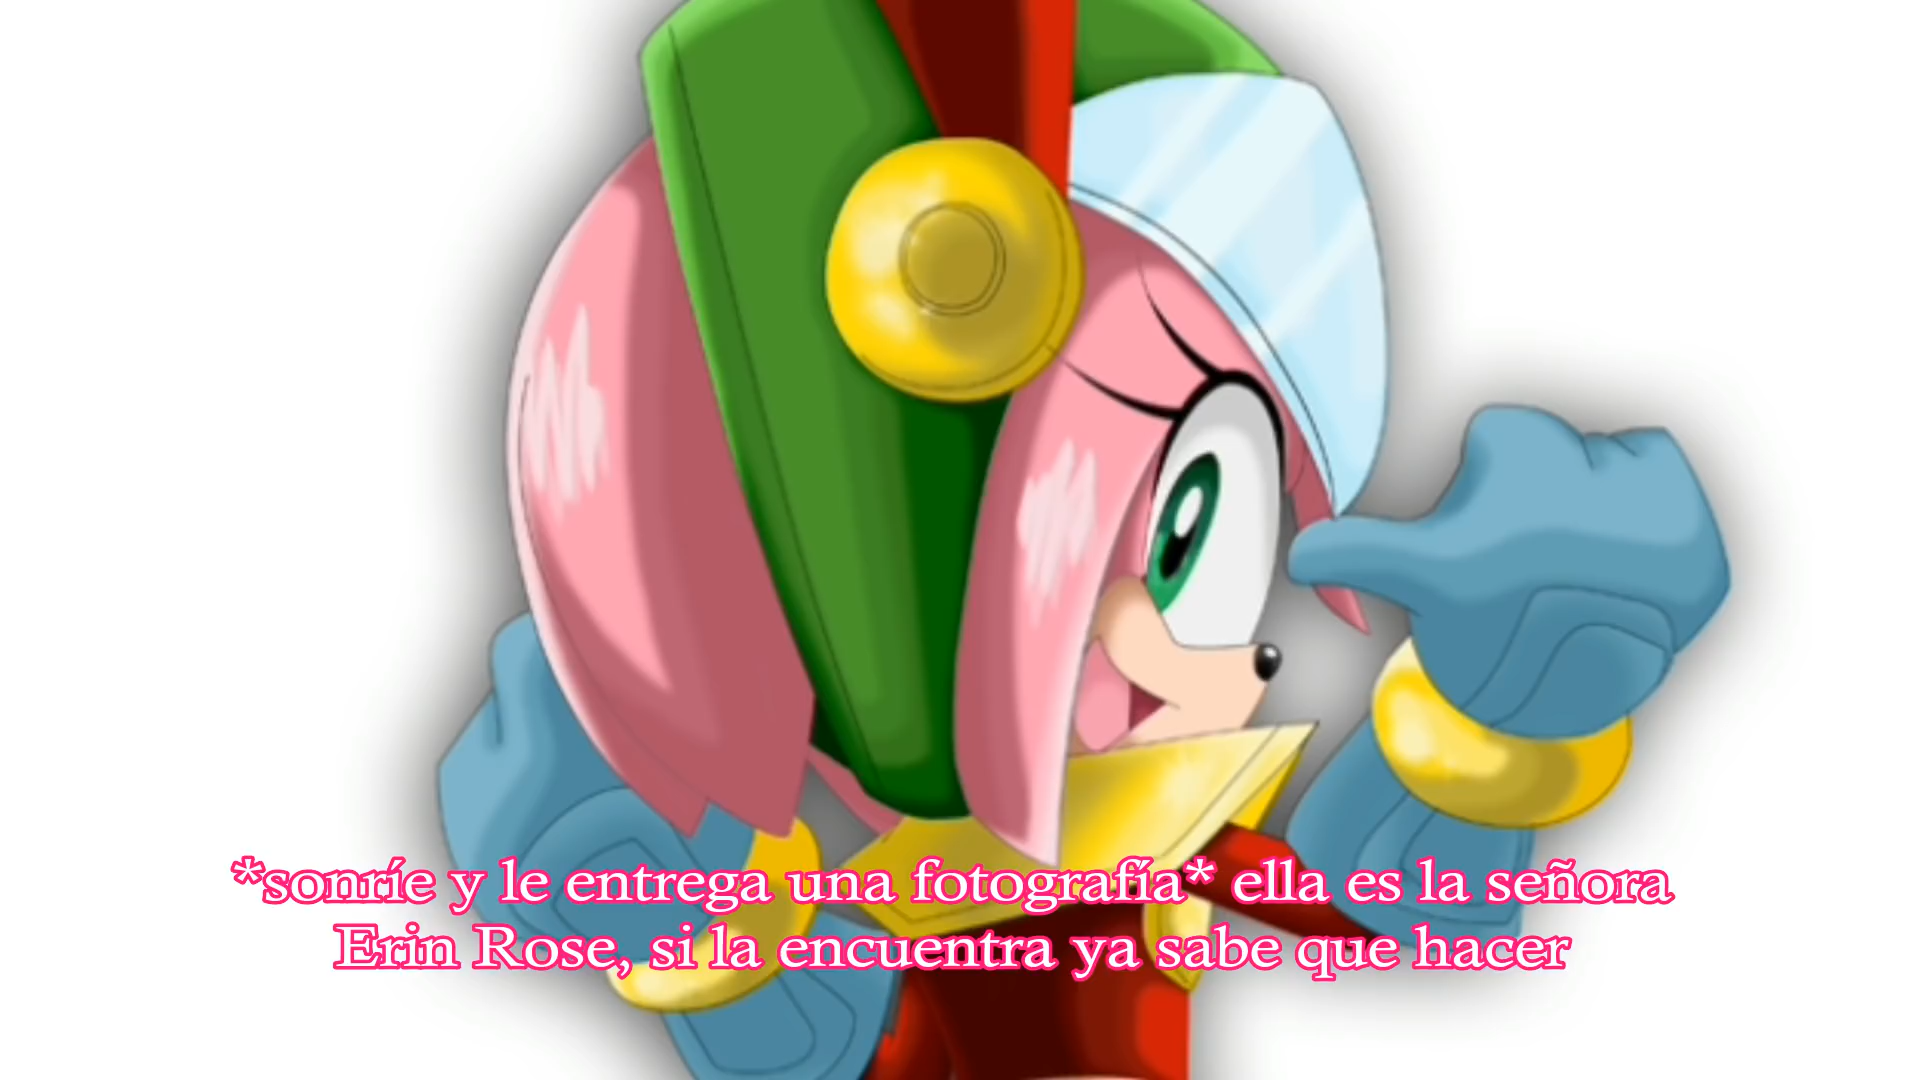 *sonríe y le entrega una fotografía* ella es la señora
Erin Rose, si la encuentra ya sabe que hacer